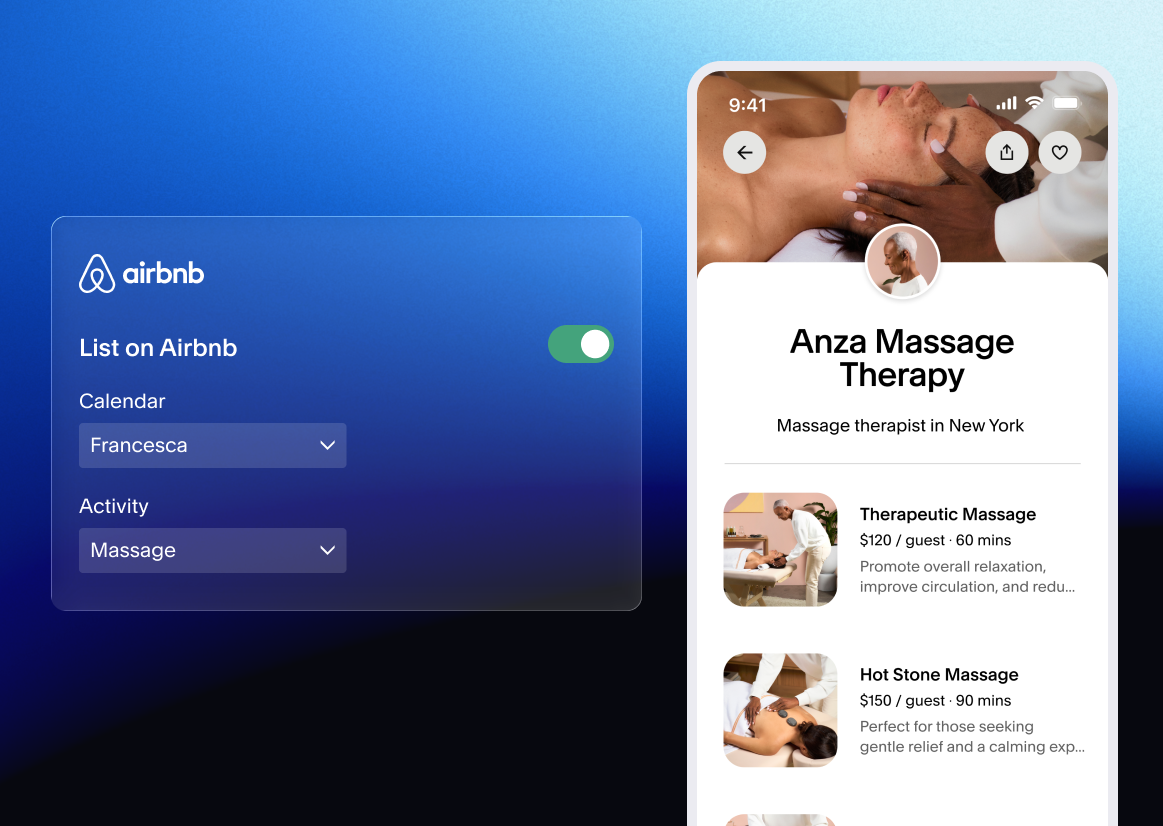 airbnb
List on Airbnb
Calendar
Francesca
Activity
Massage
9:41
Anza Massage
Therapy
Massage therapist in New York
Therapeutic Massage
$120 / guest · 60 mins
Promote overall relaxation,
improve circulation, and redu...
Hot Stone Massage
$150 / guest · 90 mins
Perfect for those seeking
gentle relief and a calming exp...